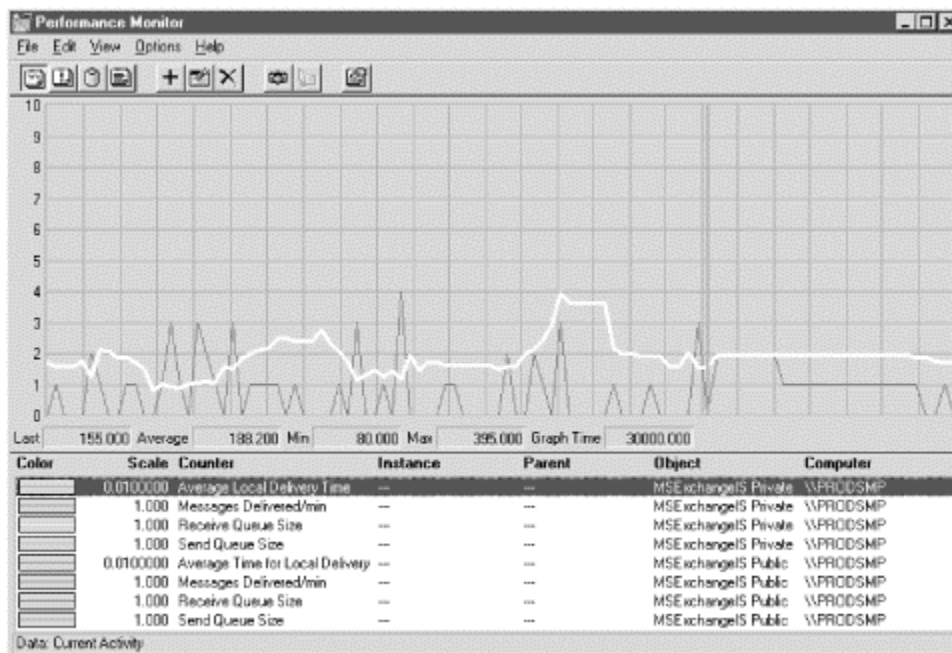 Performance Monitor
File Edit View Options Help
10
9
8
7
6
5
4
3
2
1
0
Last 155.000 Average 188.200 Min 80.000 Max 395.000 Graph Time 30000.000
Color Scale Counter Instance Parent Object Computer
0.0100000 Average Local Delivery Time --- --- MSExchangeIS Private \\PRODSMP
1.000 Messages Delivered/min --- --- MSExchangeIS Private \\PRODSMP
1.000 Receive Queue Size --- --- MSExchangeIS Private \\PRODSMP
1.000 Send Queue Size --- --- MSExchangeIS Private \\PRODSMP
0.0100000 Average Time for Local Delivery --- --- MSExchangeIS Public \\PRODSMP
1.000 Messages Delivered/min --- --- MSExchangeIS Public \\PRODSMP
1.000 Receive Queue Size --- --- MSExchangeIS Public \\PRODSMP
1.000 Send Queue Size --- --- MSExchangeIS Public \\PRODSMP
Data: Current Activity